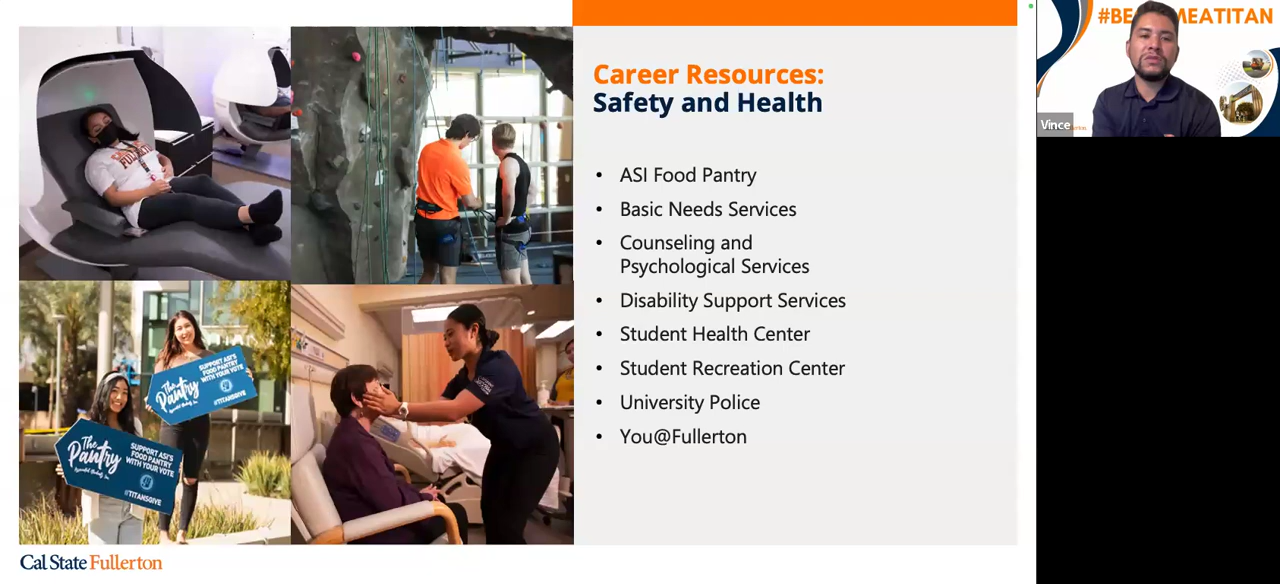 Career Resources:
Safety and Health
• ASI Food Pantry
• Basic Needs Services
• Counseling and
Psychological Services
• Disability Support Services
• Student Health Center
• Student Recreation Center
• University Police
• You@Fullerton
The
Pantry
SUPPORT ASI'S
FOOD PANTRY
WITH YOUR VOTE
#TITANSGIVE
The
Pantry
SUPPORT ASI'S
FOOD PANTRY
WITH YOUR VOTE
#TITANSGIVE
Cal State Fullerton
#BE MEATITAN
Vince